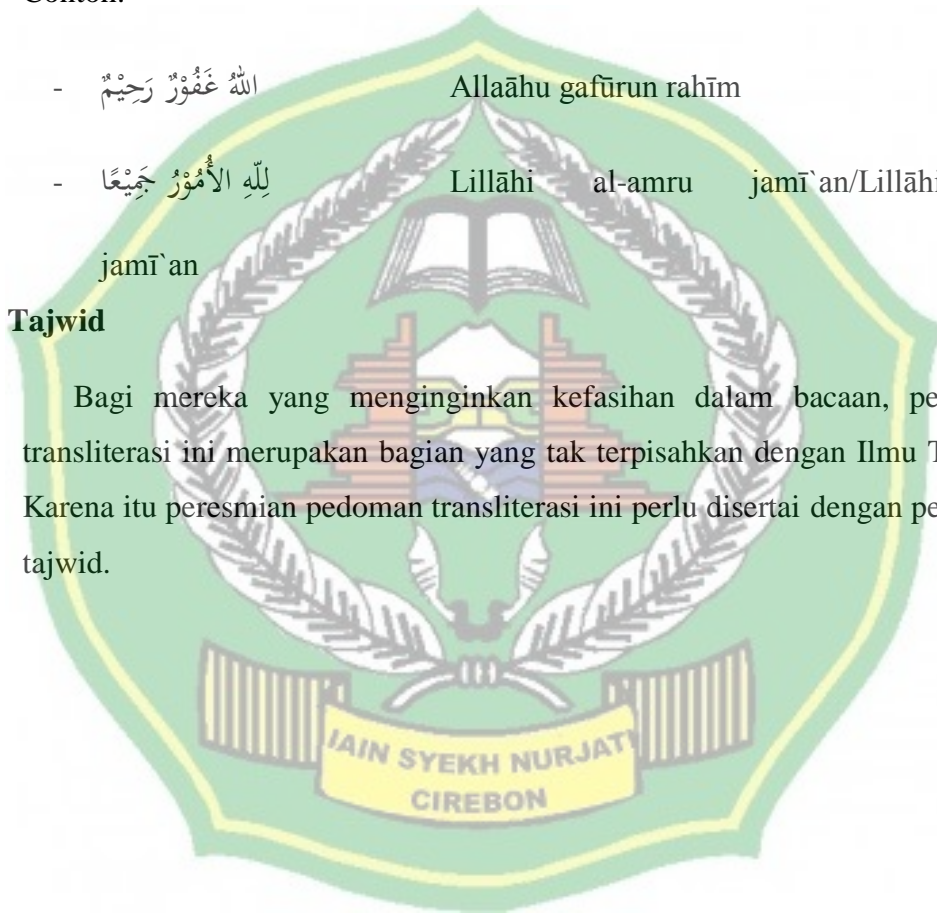 Contoh:
- اللهُ غَفُوْرٌ رَحِيْمٌ Allaāhu gafūrun rahīm
- لِلّهِ الأُمُوْرُ جَمِيْعًا Lillāhi al-amru jamī`an/Lillāhi
jamī`an
Tajwid
Bagi mereka yang menginginkan kefasihan dalam bacaan,
transliterasi ini merupakan bagian yang tak terpisahkan dengan Ilmu
Karena itu peresmian pedoman transliterasi ini perlu disertai dengan
tajwid.
IAIN SYEKH NURJATI
CIREBON